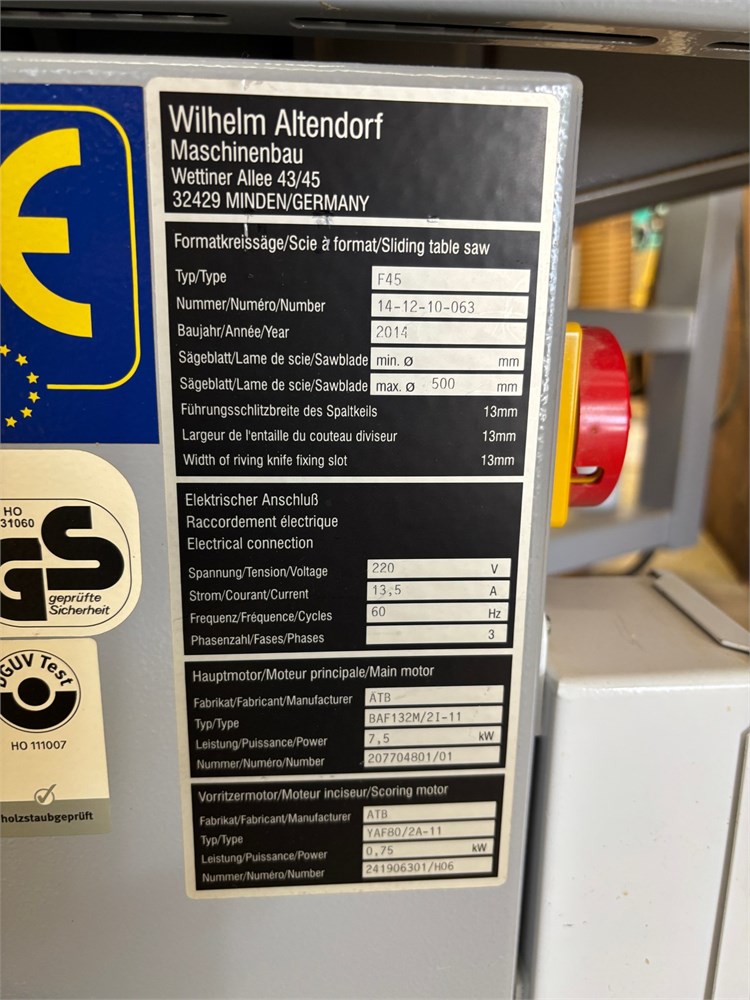 Wilhelm Altendorf
Maschinenbau
Wettiner Allee 43/45
32429 MINDEN/GERMANY
Formatkreissäge/Scie à format/Sliding table saw
Typ/Type F45
Nummer/Numéro/Number 14-12-10-063
Baujahr/Année/Year 2014
Sägeblatt/Lame de scie/Sawblade min. ø mm
Sägeblatt/Lame de scie/Sawblade max. ø 500 mm
Führungsschlitzbreite des Spaltkeils 13mm
Largeur de l'entaille du couteau diviseur 13mm
Width of riving knife fixing slot 13mm
Elektrischer Anschluß
Raccordement électrique
Electrical connection
Spannung/Tension/Voltage 220 V
Strom/Courant/Current 13,5 A
Frequenz/Fréquence/Cycles 60 Hz
Phasenzahl/Fases/Phases 3
Hauptmotor/Moteur principale/Main motor
Fabrikat/Fabricant/Manufacturer ATB
Typ/Type BAF132M/2I-11
Leistung/Puissance/Power 7,5 kW
Nummer/Numéro/Number 207704801/01
Vorritzermotor/Moteur inciseur/Scoring motor
Fabrikat/Fabricant/Manufacturer ATB
Typ/Type YAF80/2A-11
Leistung/Puissance/Power 0,75 kW
Nummer/Numéro/Number 241906301/H06
CE
HO
31060
GS
geprüfte
Sicherheit
DGUV Test
HO 111007
holzstaubgeprüft